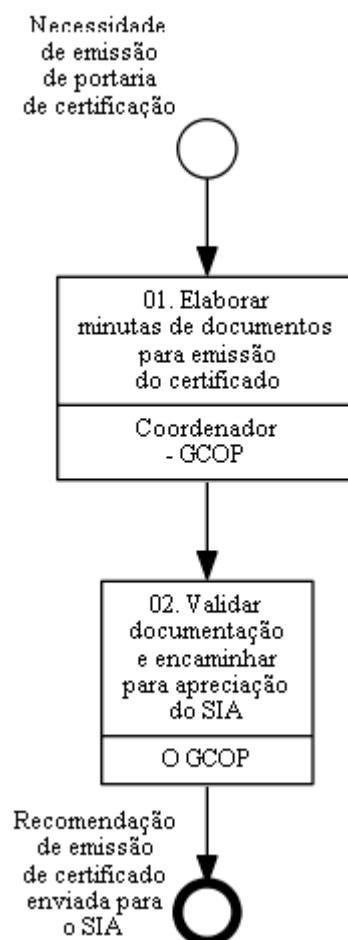 Necessidade
de emissão
de portaria
de certificação
01. Elaborar
minutas de documentos
para emissão
do certificado
Coordenador
- GCOP
02. Validar
documentação
e encaminhar
para apreciação
do SIA
O GCOP
Recomendação
de emissão
de certificado
enviada para
o SIA